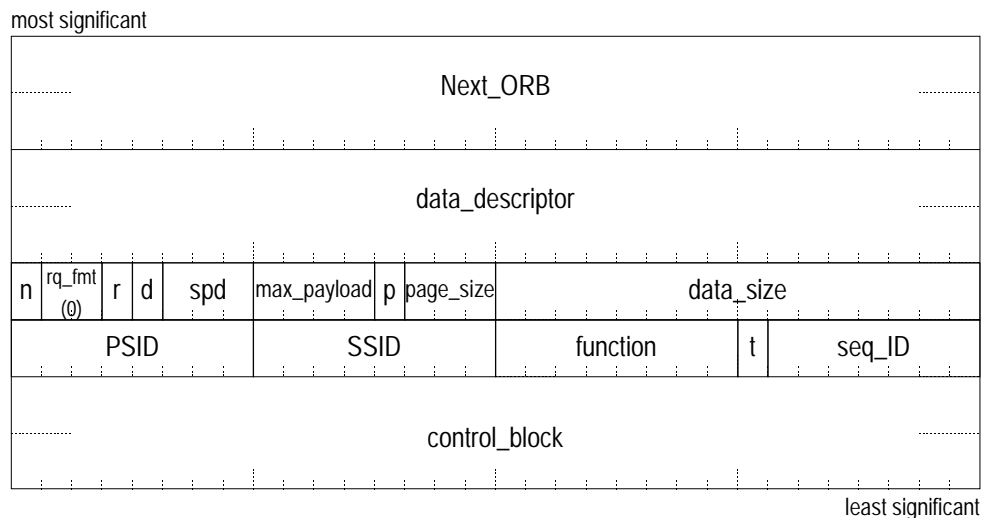 most significant
Next_ORB
data_descriptor
n rq_fmt (0) r d spd max_payload p page_size data_size
PSID SSID function t seq_ID
control_block
least significant